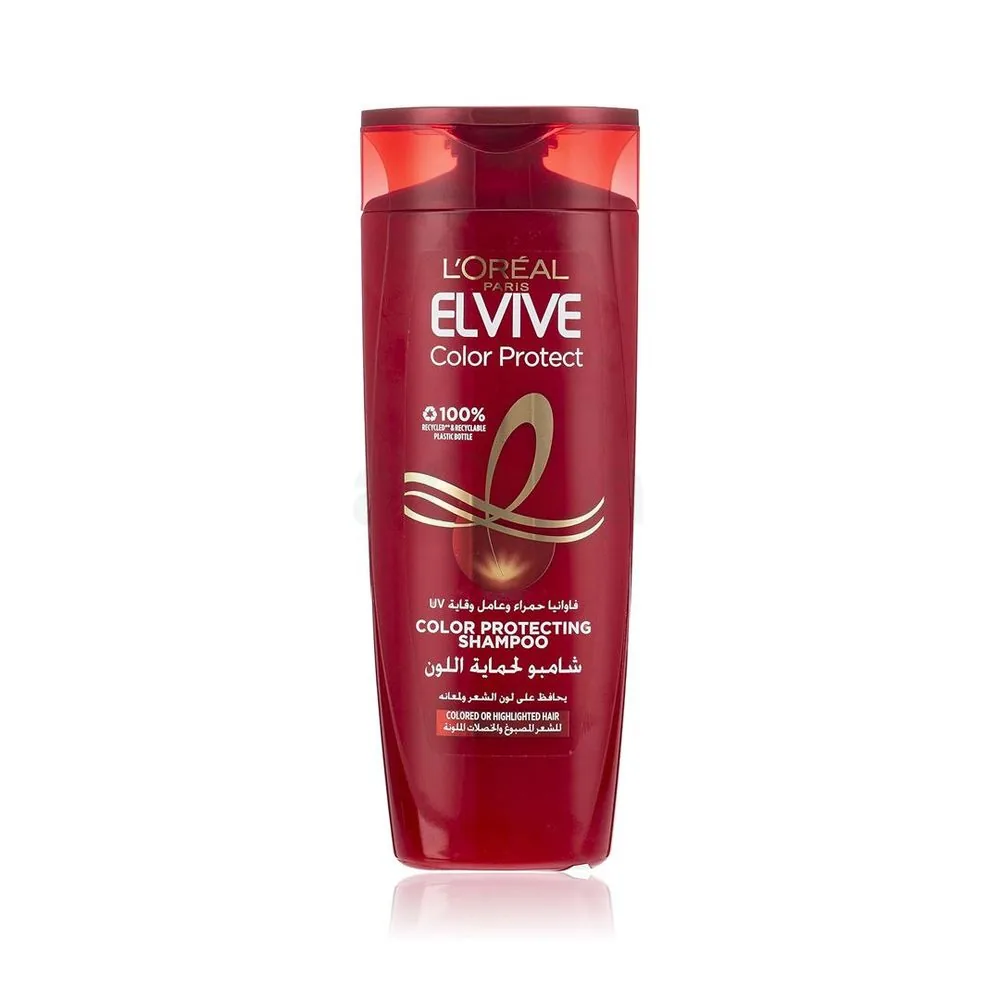 L'ORÉAL
PARIS
ELVIVE
Color Protect
100%
RECYCLED** & RECYCLABLE
PLASTIC BOTTLE
فاوانيا حمراء وعامل وقاية UV
COLOR PROTECTING
SHAMPOO
شامبو لحماية اللون
يحافظ على لون الشعر ولمعانه
COLORED OR HIGHLIGHTED HAIR
للشعر المصبوغ والخصلات الملونة